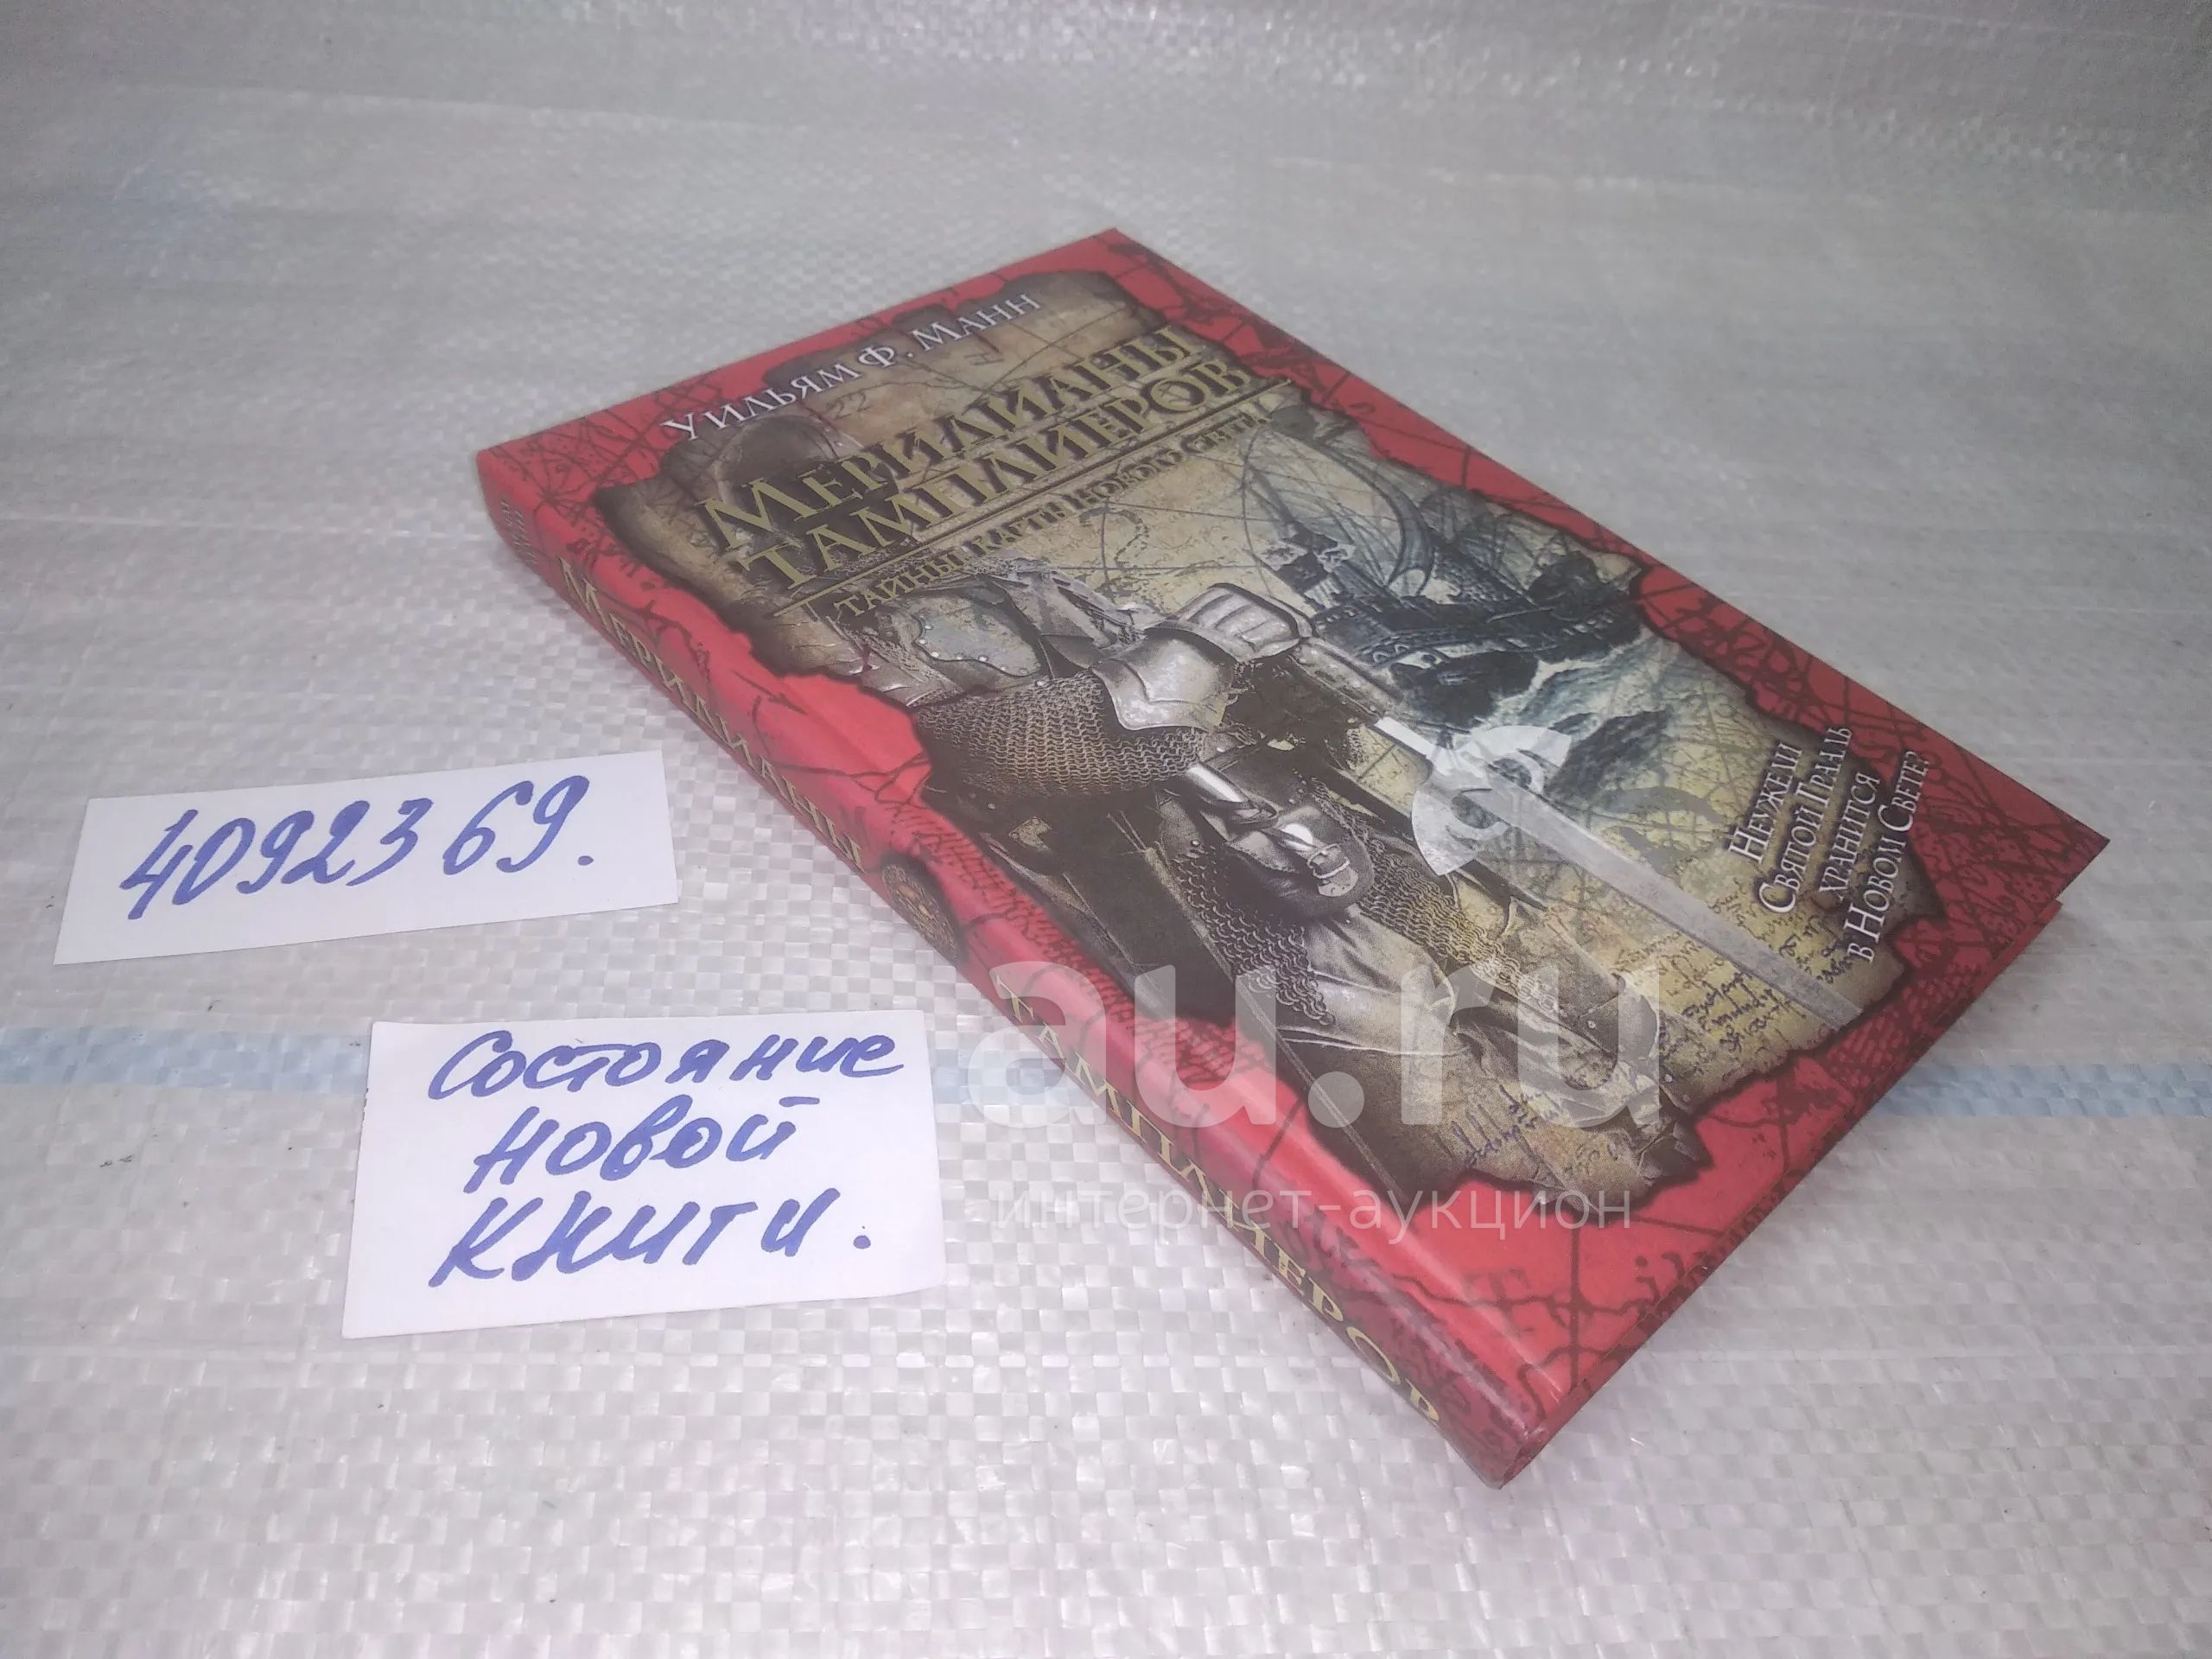 Уильям Ф. Манн
Меридианы
тамплиеров
Тайны карты Нового Света
Неужели
Святой Грааль
хранится
в Новом Свете?
Меридианы тамплиеров
4092369.
Состояние
новой
книги.
au.ru
интернет-аукцион